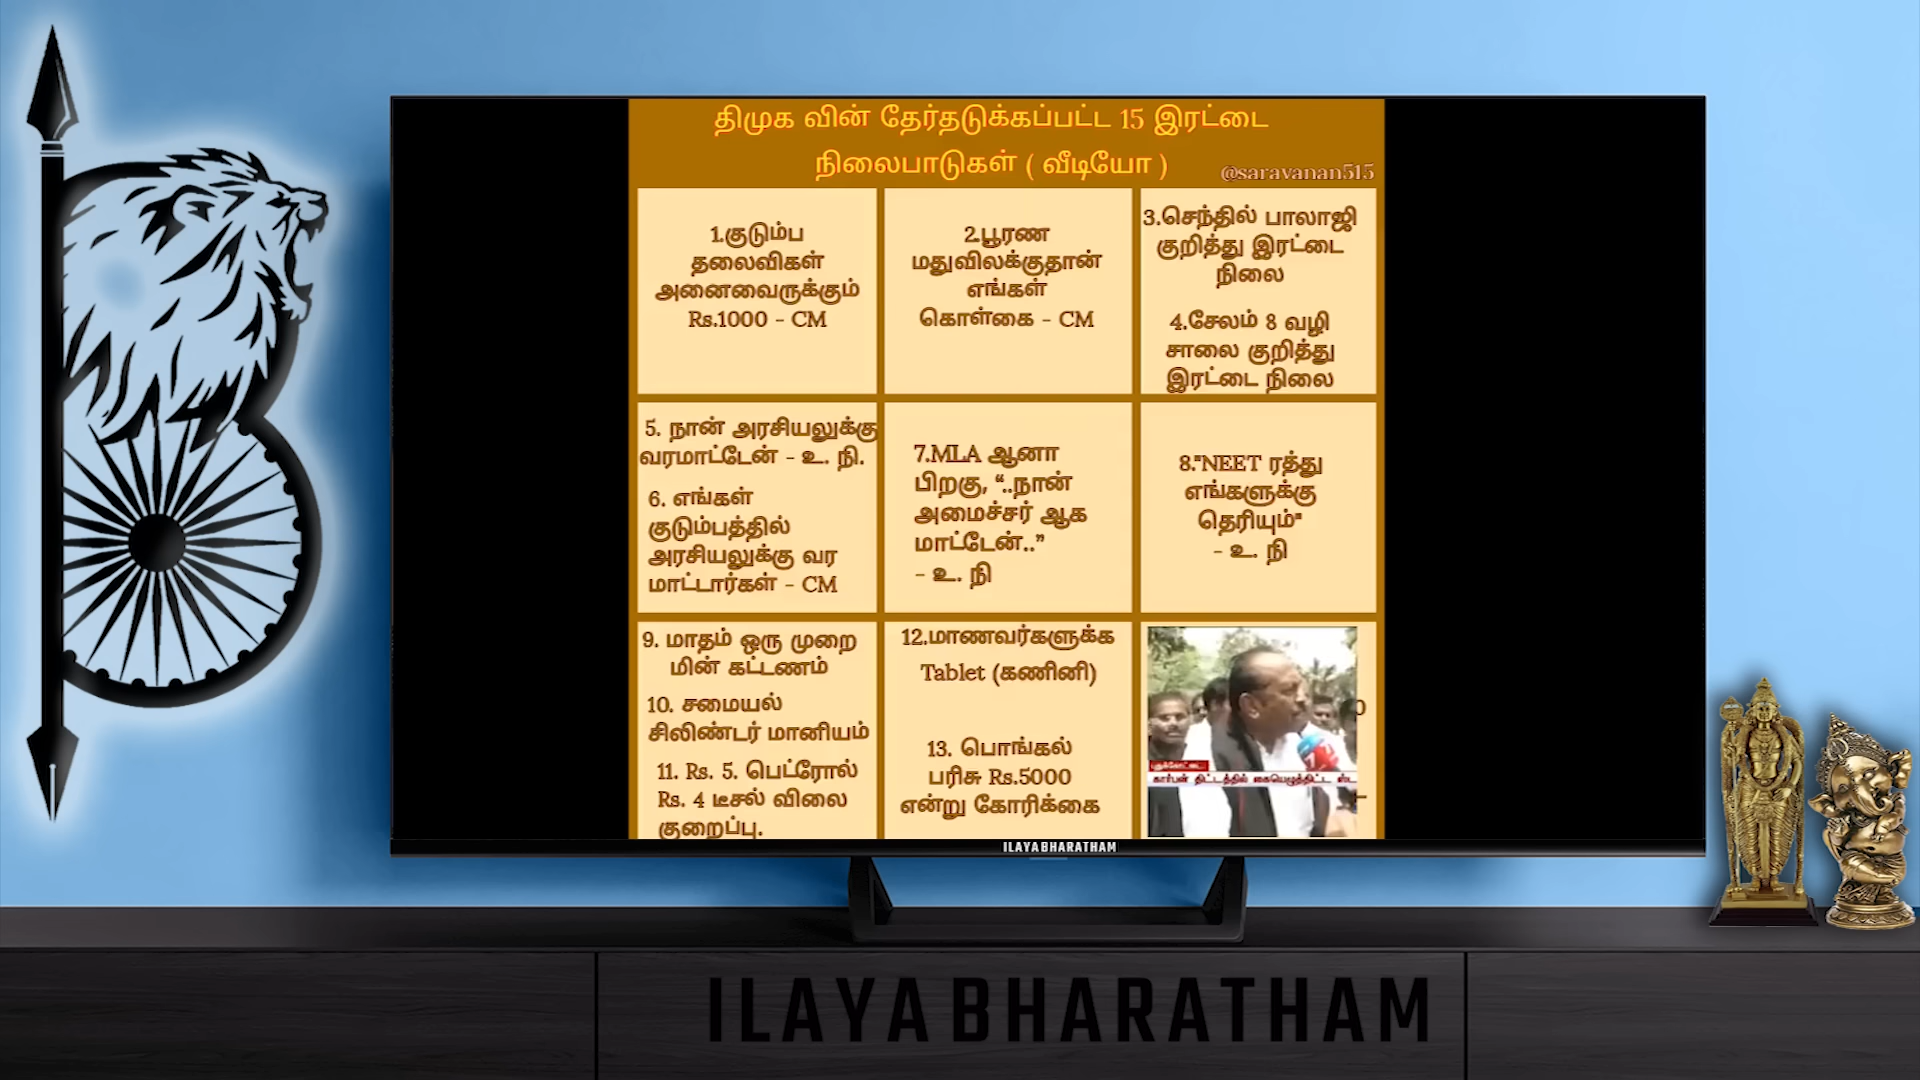 திமுக வின் தேர்தடுக்கப்பட்ட 15 இரட்டை
நிலைபாடுகள் ( வீடியோ )
@saravanan515
1.குடும்ப
தலைவிகள்
அனைவைருக்கும்
Rs.1000 - CM
2.பூரண
மதுவிலக்குதான்
எங்கள்
கொள்கை - CM
3.செந்தில் பாலாஜி
குறித்து இரட்டை
நிலை
4.சேலம் 8 வழி
சாலை குறித்து
இரட்டை நிலை
5. நான் அரசியலுக்கு
வரமாட்டேன் - உ. நி.
6. எங்கள்
குடும்பத்தில்
அரசியலுக்கு வர
மாட்டார்கள் - CM
7.MLA ஆனா
பிறகு, “..நான்
அமைச்சர் ஆக
மாட்டேன்..”
- உ. நி
8."NEET ரத்து
எங்களுக்கு
தெரியும்"
- உ. நி
9. மாதம் ஒரு முறை
மின் கட்டணம்
10. சமையல்
சிலிண்டர் மானியம்
11. Rs. 5. பெட்ரோல்
Rs. 4 டீசல் விலை
குறைப்பு.
12.மாணவர்களுக்க
Tablet (கணினி)
13. பொங்கல்
பரிசு Rs.5000
என்று கோரிக்கை
புதுக்கோட்டை
கார்பன் திட்டத்தில் கையெழுத்திட்ட ஸ்ட
ILAYABHARATHAM
ILAYABHARATHAM